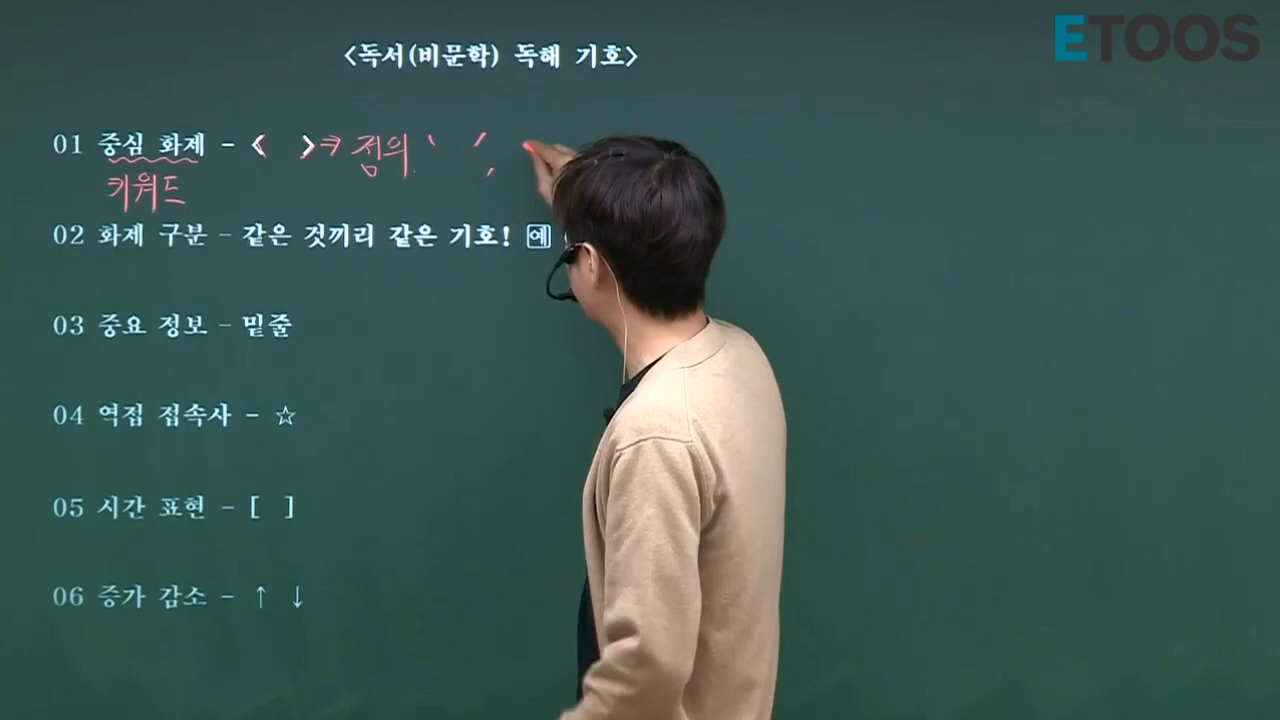 ETOOS
<독서(비문학) 독해 기호>
01 중심 화제 - < > ⇒ 정의 ‘ ’,
키워드
02 화제 구분 - 같은 것끼리 같은 기호! 예
03 중요 정보 - 밑줄
04 역접 접속사 - ☆
05 시간 표현 - [ ]
06 증가 감소 - ↑ ↓